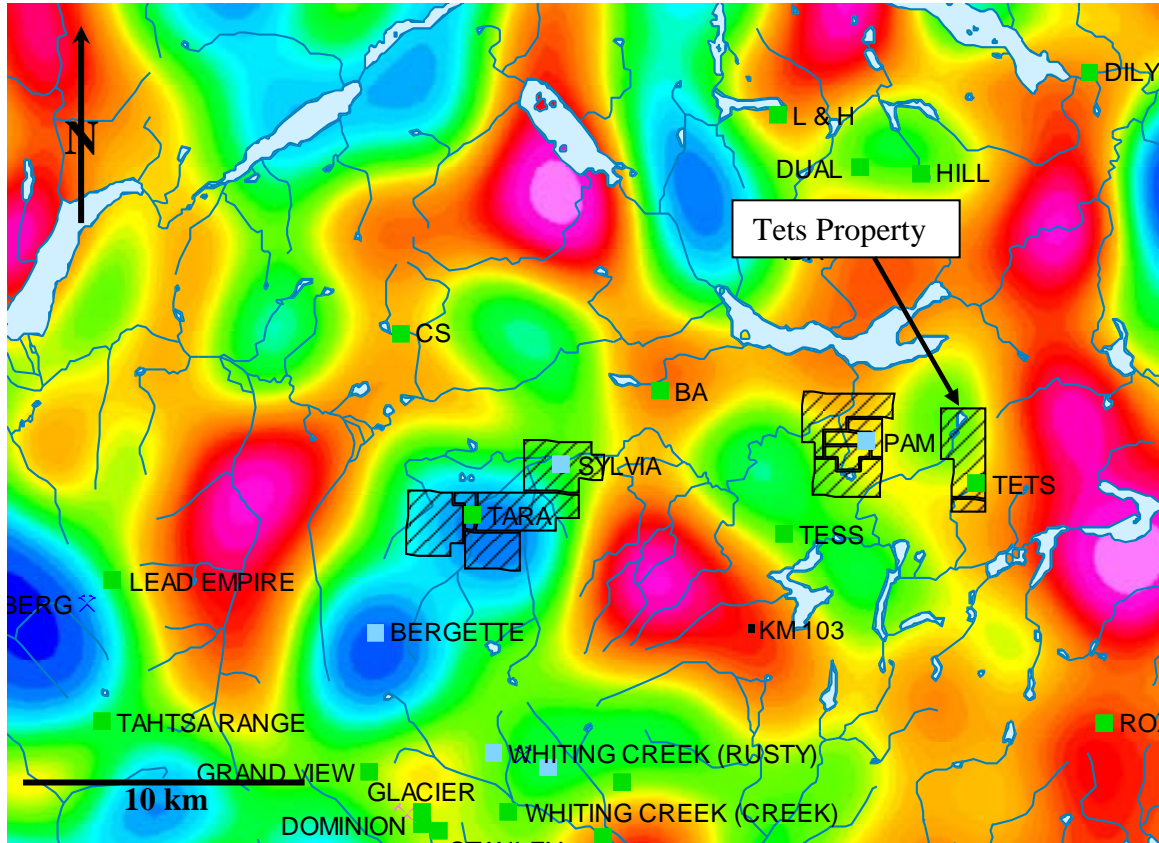 DILY
L & H
N
DUAL
HILL
Tets Property
CS
BA
PAM
SYLVIA
TETS
TARA
TESS
LEAD EMPIRE
BERG
BERGETTE
KM 103
TAHTSA RANGE
RO
WHITING CREEK (RUSTY)
GRAND VIEW
10 km
GLACIER
WHITING CREEK (CREEK)
DOMINION